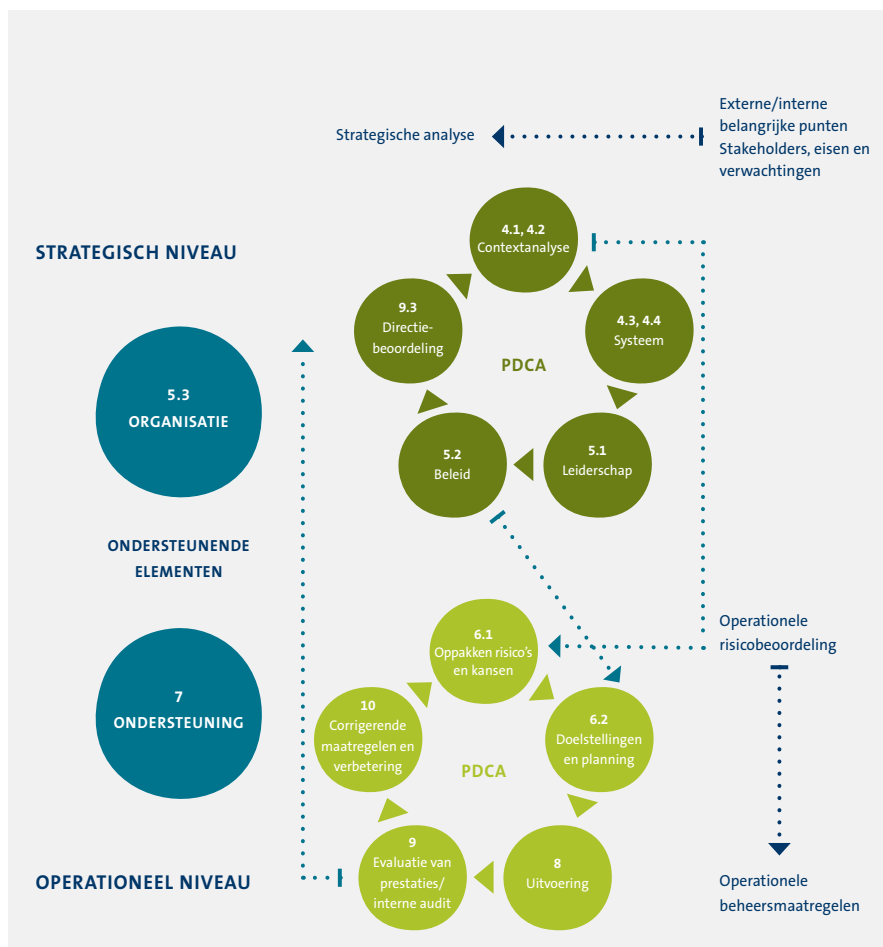 Strategische analyse
Externe/interne
belangrijke punten
Stakeholders, eisen en
verwachtingen
STRATEGISCH NIVEAU
4.1, 4.2
Contextanalyse
9.3
Directie-
beoordeling
4.3, 4.4
Systeem
PDCA
5.2
Beleid
5.1
Leiderschap
5.3
ORGANISATIE
ONDERSTEUNENDE
ELEMENTEN
7
ONDERSTEUNING
6.1
Oppakken risico's
en kansen
Operationele
risicobeoordeling
10
Corrigerende
maatregelen en
verbetering
6.2
Doelstellingen
en planning
PDCA
9
Evaluatie van
prestaties/
interne audit
8
Uitvoering
OPERATIONEEL NIVEAU
Operationele
beheersmaatregelen